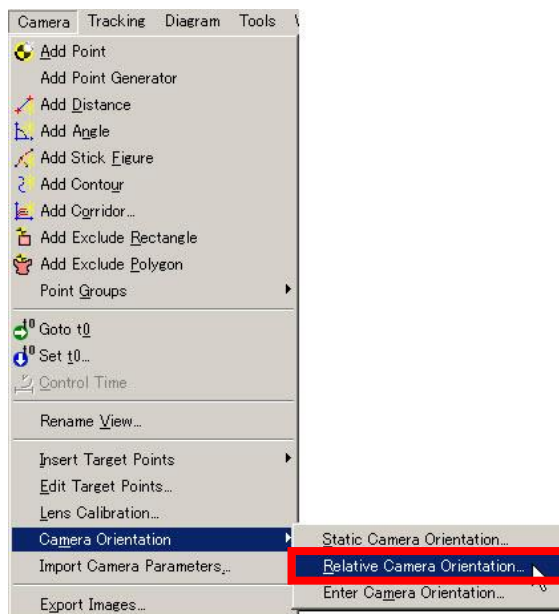 Camera Tracking Diagram Tools
Add Point
Add Point Generator
Add Distance
Add Angle
Add Stick Figure
Add Contour
Add Corridor...
Add Exclude Rectangle
Add Exclude Polygon
Point Groups
Goto t0
Set t0...
Control Time
Rename View...
Insert Target Points
Edit Target Points...
Lens Calibration...
Camera Orientation
Static Camera Orientation...
Import Camera Parameters...
Relative Camera Orientation...
Enter Camera Orientation...
Export Images...